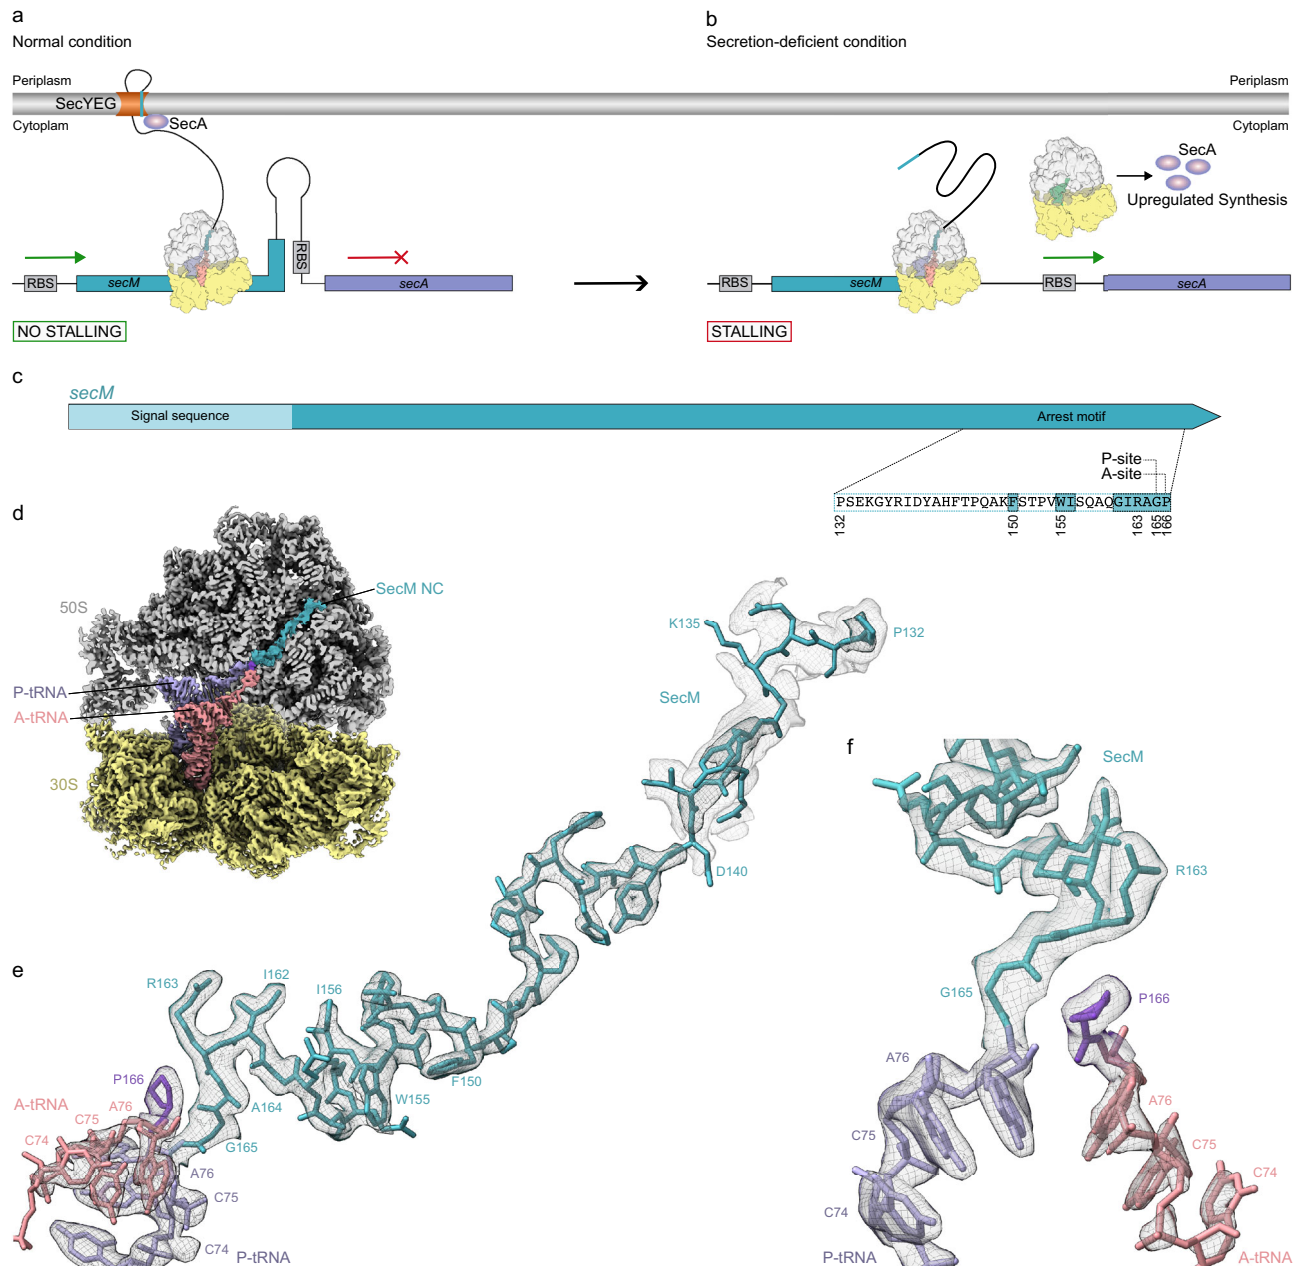 a
Normal condition
Periplasm
SecYEG
Cytoplam
SecA
RBS
secM
RBS
secA
NO STALLING
b
Secretion-deficient condition
Periplasm
Periplasm
Cytoplam
Cytoplam
SecA
Upregulated Synthesis
RBS
secM
RBS
secA
STALLING
c
secM
Signal sequence
Arrest motif
P-site
A-site
PSEKGYRIDYAHFTPQAKFSTPVWISQAQGIRAGP
132
150
155
163
165
166
d
50S
SecM NC
P-tRNA
A-tRNA
30S
e
K135
P132
SecM
D140
R163
I162
I156
P166
A-tRNA
A76
C75
C74
A164
G165
W155
F150
A76
C75
C74
P-tRNA
f
SecM
R163
G165
P166
A76
C75
C74
P-tRNA
A76
C75
C74
A-tRNA